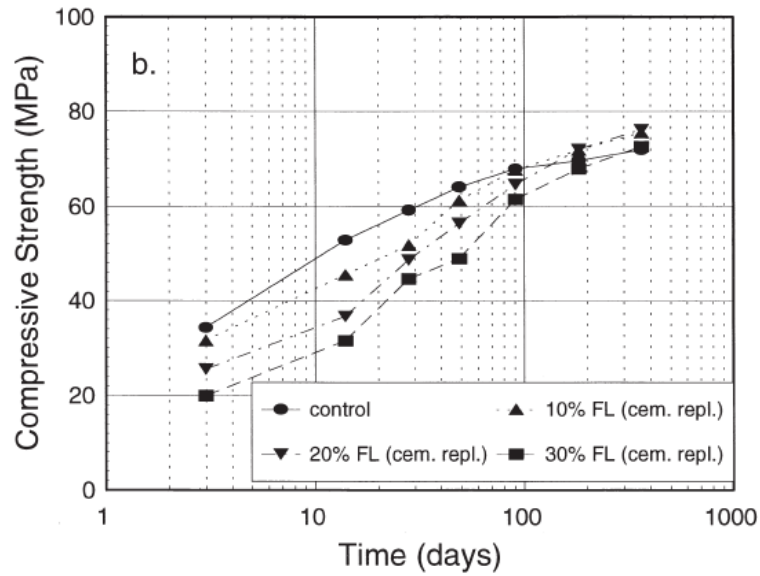 100
80
60
40
20
0
Compressive Strength (MPa)
b.
control
10% FL (cem. repl.)
20% FL (cem. repl.)
30% FL (cem. repl.)
1
10
100
1000
Time (days)